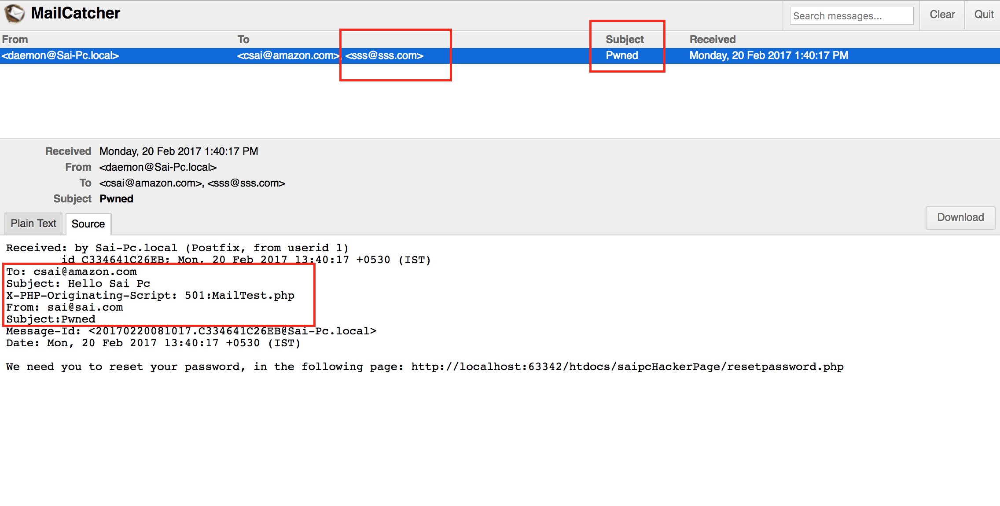 MailCatcher
Search messages...
Clear
Quit
From To Subject Received
<daemon@Sai-Pc.local> <csai@amazon.com>, <sss@sss.com> Pwned Monday, 20 Feb 2017 1:40:17 PM
Received Monday, 20 Feb 2017 1:40:17 PM
From <daemon@Sai-Pc.local>
To <csai@amazon.com>, <sss@sss.com>
Subject Pwned
Plain Text Source
Download
Received: by Sai-Pc.local (Postfix, from userid 1)
id C334641C26EB; Mon, 20 Feb 2017 13:40:17 +0530 (IST)
To: csai@amazon.com
Subject: Hello Sai Pc
X-PHP-Originating-Script: 501:MailTest.php
From: sai@sai.com
Subject:Pwned
Message-Id: <20170220081017.C334641C26EB@Sai-Pc.local>
Date: Mon, 20 Feb 2017 13:40:17 +0530 (IST)
We need you to reset your password, in the following page: http://localhost:63342/htdocs/saipcHackerPage/resetpassword.php